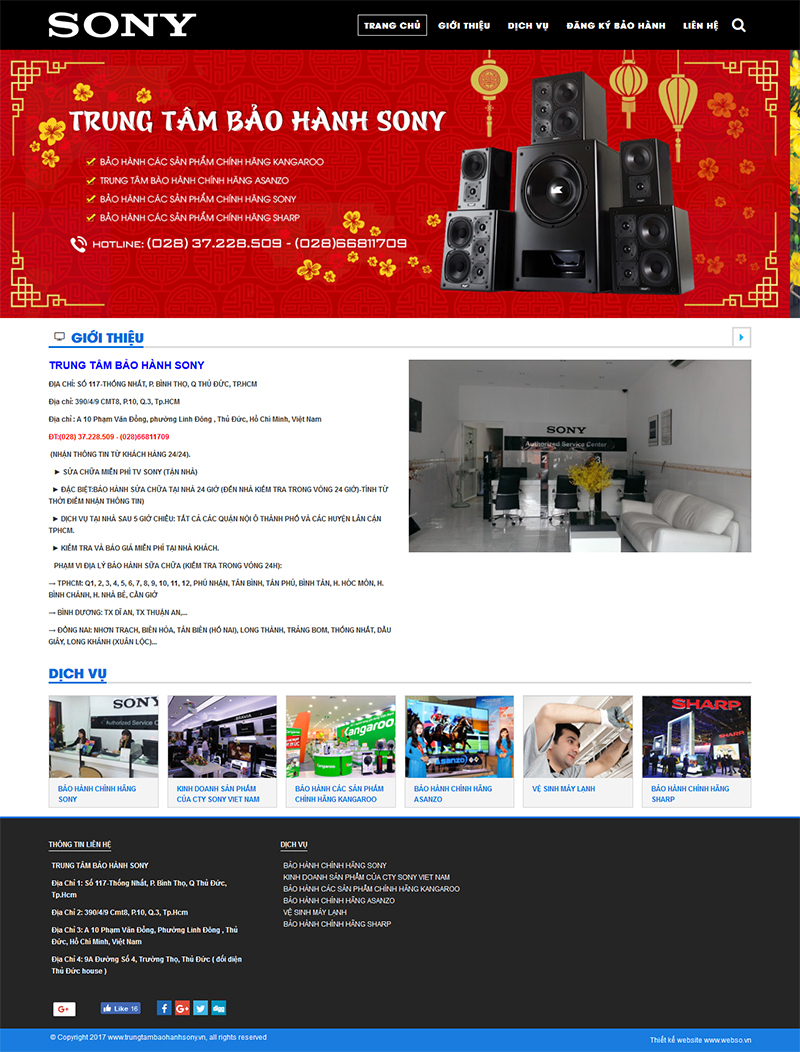 SONY
TRANG CHỦ
GIỚI THIỆU
DỊCH VỤ
ĐĂNG KÝ BẢO HÀNH
LIÊN HỆ
TRUNG TÂM BẢO HÀNH SONY
BẢO HÀNH CÁC SẢN PHẨM CHÍNH HÃNG KANGAROO
TRUNG TÂM BẢO HÀNH CHÍNH HÃNG ASANZO
BẢO HÀNH CÁC SẢN PHẨM CHÍNH HÃNG SONY
BẢO HÀNH CÁC SẢN PHẨM CHÍNH HÃNG SHARP
HOTLINE: (028) 37.228.509 - (028)66811709
GIỚI THIỆU
TRUNG TÂM BẢO HÀNH SONY
ĐỊA CHỈ: SỐ 117-THỐNG NHẤT, P. BÌNH THỌ, Q THỦ ĐỨC, TP.HCM
Địa chỉ: 390/4/9 CMT8, P.10, Q.3, Tp.HCM
Địa chỉ : A 10 Phạm Văn Đồng, phường Linh Đông , Thủ Đức, Hồ Chí Minh, Việt Nam
ĐT:(028) 37.228.509 - (028)66811709
(NHẬN THÔNG TIN TỪ KHÁCH HÀNG 24/24).
► SỬA CHỮA MIỄN PHÍ TV SONY (TẬN NHÀ)
► ĐẶC BIỆT:BẢO HÀNH SỬA CHỮA TẠI NHÀ 24 GIỜ (ĐẾN NHÀ KIỂM TRA TRONG VÒNG 24 GIỜ)-TÍNH TỪ
THỜI ĐIỂM NHẬN THÔNG TIN)
► DỊCH VỤ TẠI NHÀ SAU 5 GIỜ CHIỀU: TẤT CẢ CÁC QUẬN NỘI Ô THÀNH PHỐ VÀ CÁC HUYỆN LÂN CẬN
TPHCM.
► KIỂM TRA VÀ BÁO GIÁ MIỄN PHÍ TẠI NHÀ KHÁCH.
PHẠM VI ĐỊA LÝ BẢO HÀNH SỬA CHỮA (KIỂM TRA TRONG VÒNG 24H):
→ TPHCM: Q1, 2, 3, 4, 5, 6, 7, 8, 9, 10, 11, 12, PHÚ NHUẬN, TÂN BÌNH, TÂN PHÚ, BÌNH TÂN, H. HÓC MÔN, H.
BÌNH CHÁNH, H. NHÀ BÈ, CẦN GIỜ
→ BÌNH DƯƠNG: TX DĨ AN, TX THUẬN AN,...
→ ĐỒNG NAI: NHƠN TRẠCH, BIÊN HÒA, TÂN BIÊN (HỐ NAI), LONG THÀNH, TRẢNG BOM, THỐNG NHẤT, DẦU
GIÂY, LONG KHÁNH (XUÂN LỘC)...
SONY
Authorized Service Center
2
3
DỊCH VỤ
SONY
Authorized Service C
BRAVIA
Kangaroo
Asanzo
SHARP
SHARP
BẢO HÀNH CHÍNH HÃNG
SONY
KINH DOANH SẢN PHẨM
CỦA CTY SONY VIET NAM
BẢO HÀNH CÁC SẢN PHẨM
CHÍNH HÃNG KANGAROO
BẢO HÀNH CHÍNH HÃNG
ASANZO
VỆ SINH MÁY LẠNH
BẢO HÀNH CHÍNH HÃNG
SHARP
THÔNG TIN LIÊN HỆ
TRUNG TÂM BẢO HÀNH SONY
Địa Chỉ 1: Số 117-Thống Nhất, P. Bình Thọ, Q Thủ Đức,
Tp.Hcm
Địa Chỉ 2: 390/4/9 Cmt8, P.10, Q.3, Tp.Hcm
Địa Chỉ 3: A 10 Phạm Văn Đồng, Phường Linh Đông , Thủ
Đức, Hồ Chí Minh, Việt Nam
Địa Chỉ 4: 9A Đường Số 4, Trường Thọ, Thủ Đức ( đối diện
Thủ Đức house )
DỊCH VỤ
BẢO HÀNH CHÍNH HÃNG SONY
KINH DOANH SẢN PHẨM CỦA CTY SONY VIET NAM
BẢO HÀNH CÁC SẢN PHẨM CHÍNH HÃNG KANGAROO
BẢO HÀNH CHÍNH HÃNG ASANZO
VỆ SINH MÁY LẠNH
BẢO HÀNH CHÍNH HÃNG SHARP
G+
Like 16
© Copyright 2017 www.trungtambaohanhsony.vn, all rights reserved
Thiết kế website www.webso.vn